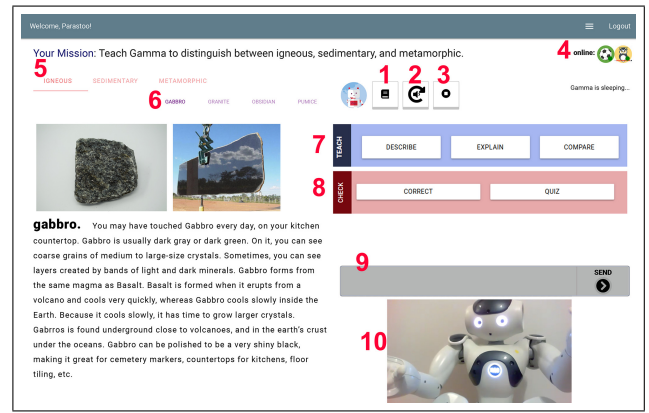 Welcome, Parastoo!
Logout
Your Mission: Teach Gamma to distinguish between igneous, sedimentary, and metamorphic.
4 online:
5
IGNEOUS SEDIMENTARY METAMORPHIC
6 GABBRO GRANITE OBSIDIAN PUMICE
1 2 3
Gamma is sleeping...
7 TEACH DESCRIBE EXPLAIN COMPARE
8 CHECK CORRECT QUIZ
gabbro. You may have touched Gabbro every day, on your kitchen
countertop. Gabbro is usually dark gray or dark green. On it, you can see
coarse grains of medium to large-size crystals. Sometimes, you can see
layers created by bands of light and dark minerals. Gabbro forms from
the same magma as Basalt. Basalt is formed when it erupts from a
volcano and cools very quickly, whereas Gabbro cools slowly inside the
Earth. Because it cools slowly, it has time to grow larger crystals.
Gabrros is found underground close to volcanoes, and in the earth's crust
under the oceans. Gabbro can be polished to be a very shiny black,
making it great for cemetery markers, countertops for kitchens, floor
tiling, etc.
9
SEND
10